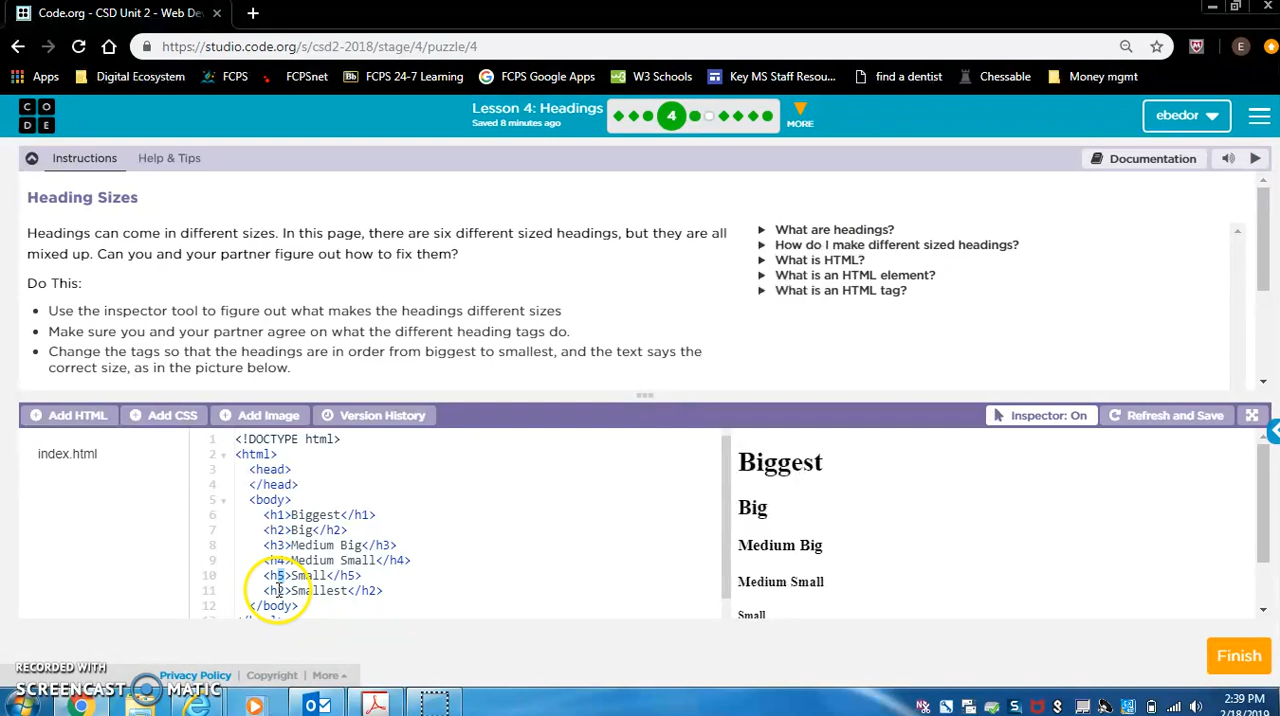 Code.org - CSD Unit 2 - Web De
https://studio.code.org/s/csd2-2018/stage/4/puzzle/4
E
Apps
Digital Ecosystem
FCPS
FCPSnet
Bb FCPS 24-7 Learning
FCPS Google Apps
W3 Schools
Key MS Staff Resou...
find a dentist
Chessable
Money mgmt
C O
D E
Lesson 4: Headings
Saved 8 minutes ago
4
MORE
ebedor
Instructions
Help & Tips
Documentation
Heading Sizes
Headings can come in different sizes. In this page, there are six different sized headings, but they are all
mixed up. Can you and your partner figure out how to fix them?
Do This:
• Use the inspector tool to figure out what makes the headings different sizes
• Make sure you and your partner agree on what the different heading tags do.
• Change the tags so that the headings are in order from biggest to smallest, and the text says the
correct size, as in the picture below.
What are headings?
How do I make different sized headings?
What is HTML?
What is an HTML element?
What is an HTML tag?
Add HTML
Add CSS
Add Image
Version History
Inspector: On
Refresh and Save
index.html
1 <!DOCTYPE html>
2 <html>
3 <head>
4 </head>
5 <body>
6 <h1>Biggest</h1>
7 <h2>Big</h2>
8 <h3>Medium Big</h3>
9 <h4>Medium Small</h4>
10 <h5>Small</h5>
11 <h2>Smallest</h2>
12 </body>
Biggest
Big
Medium Big
Medium Small
Small
Finish
RECORDED WITH
SCREENCAST MATIC
Privacy Policy
Copyright
More
2:39 PM
2/18/2019